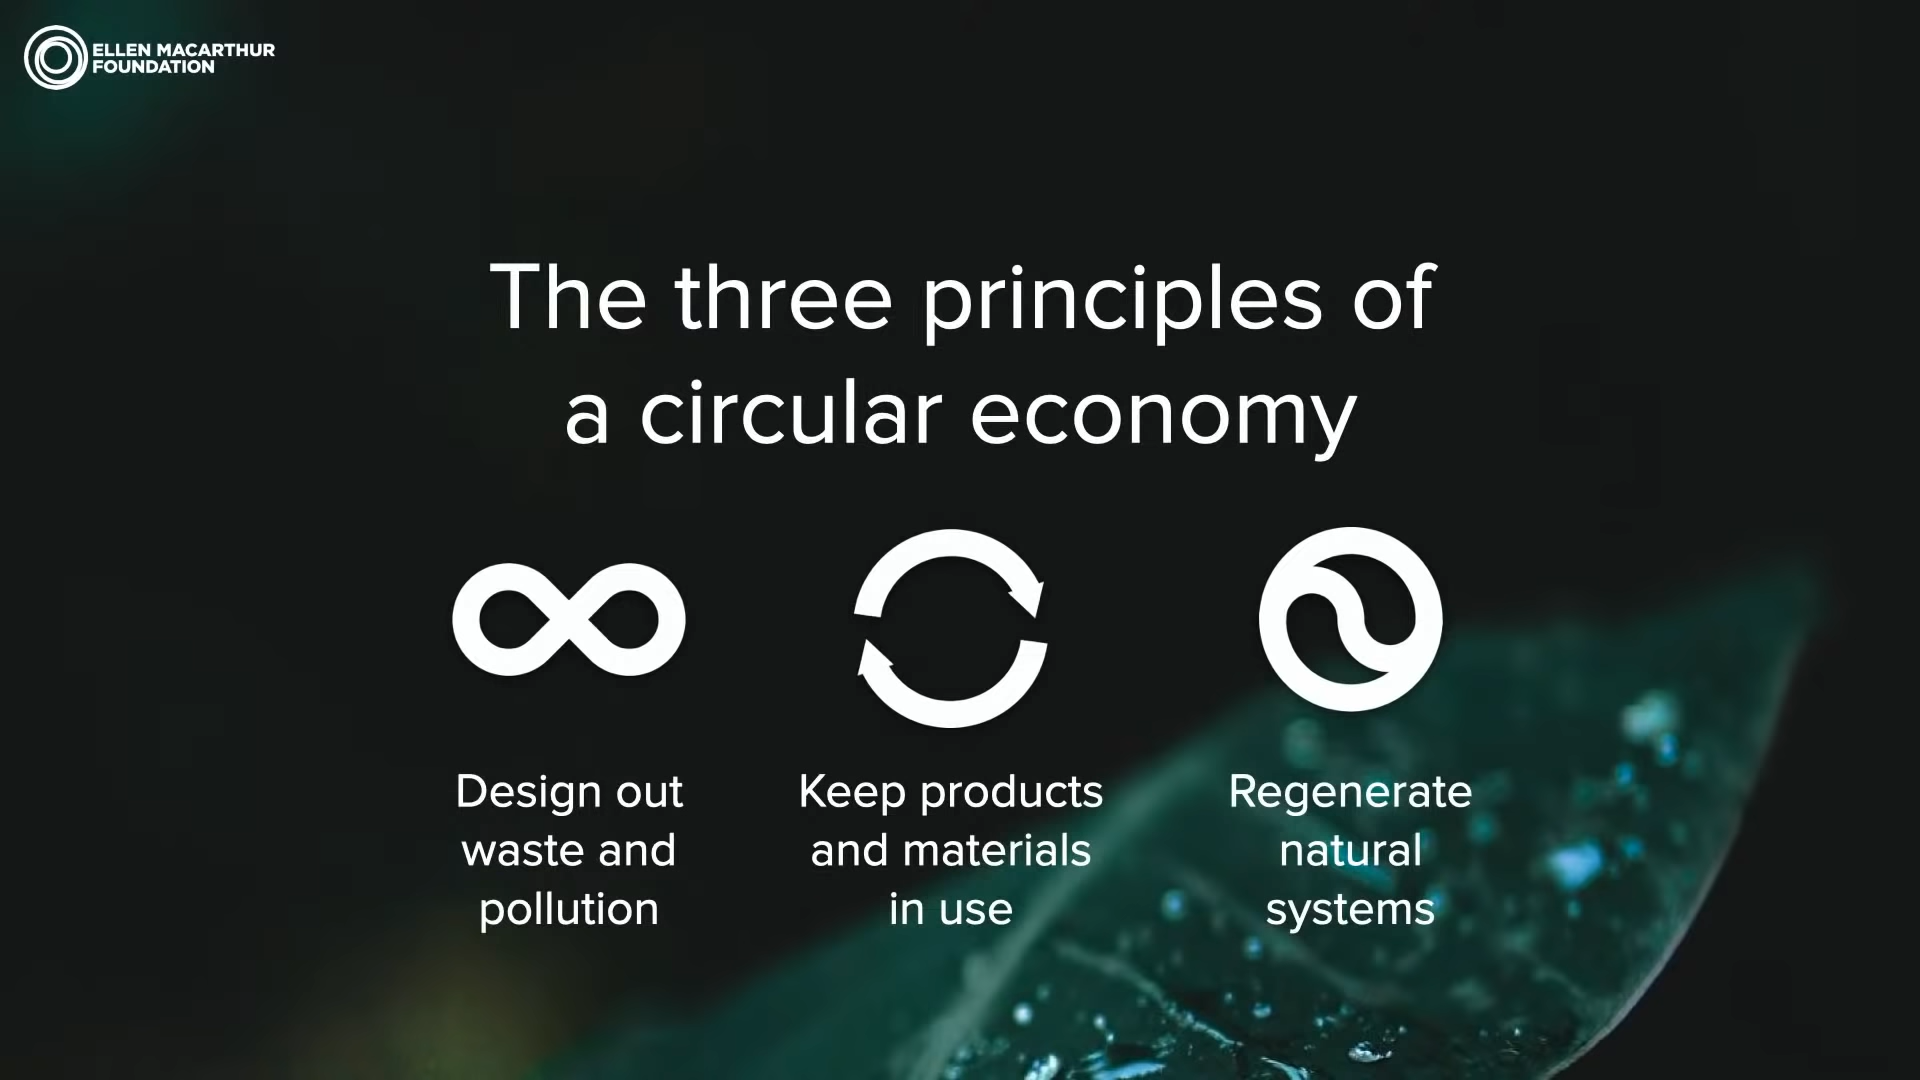 ELLEN MACARTHUR
FOUNDATION
The three principles of
a circular economy
Design out
waste and
pollution
Keep products
and materials
in use
Regenerate
natural
systems